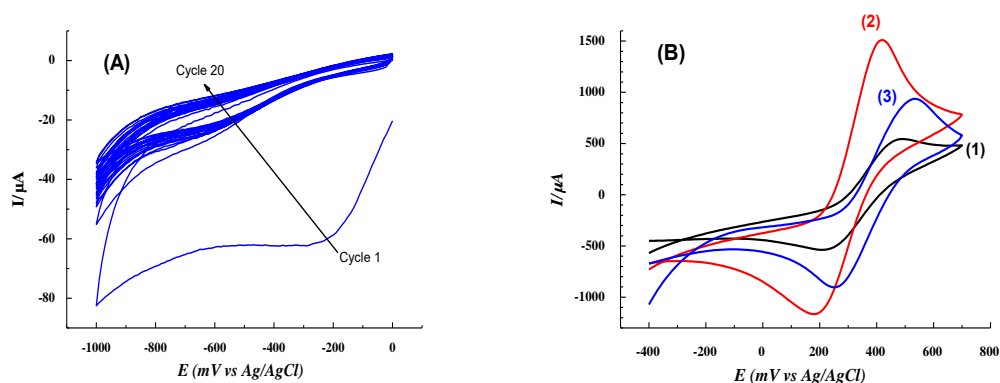 (A)
Cycle 20
Cycle 1
0
-20
-40
-60
-80
I/ µA
-1000 -800 -600 -400 -200 0
E (mV vs Ag/AgCl)
(B)
(2)
(3)
(1)
1500
1000
500
0
-500
-1000
I/ µA
-400 -200 0 200 400 600 800
E (mV vs Ag/AgCl)